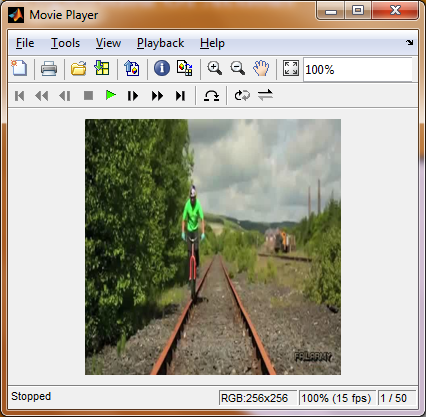 Movie Player
File Tools View Playback Help
100%
Stopped
RGB:256x256
100% (15 fps)
1 / 50